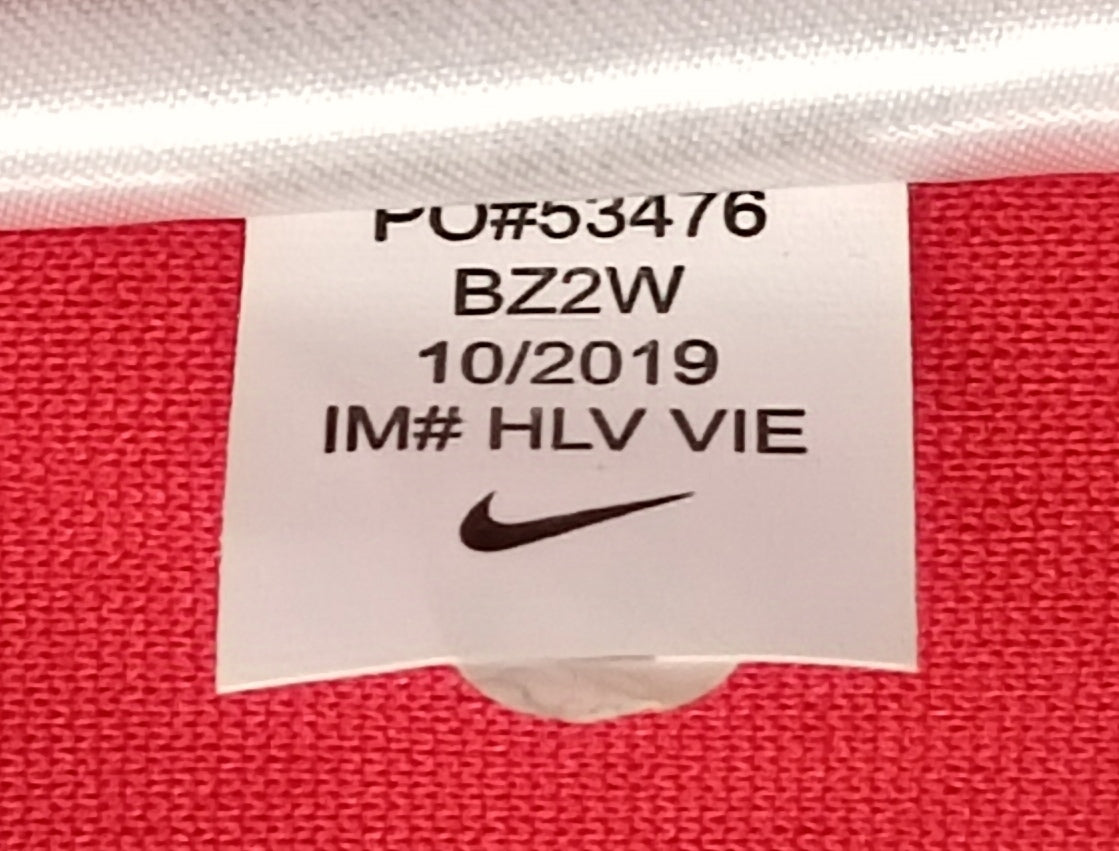 PO#53476
BZ2W
10/2019
IM# HLV VIE